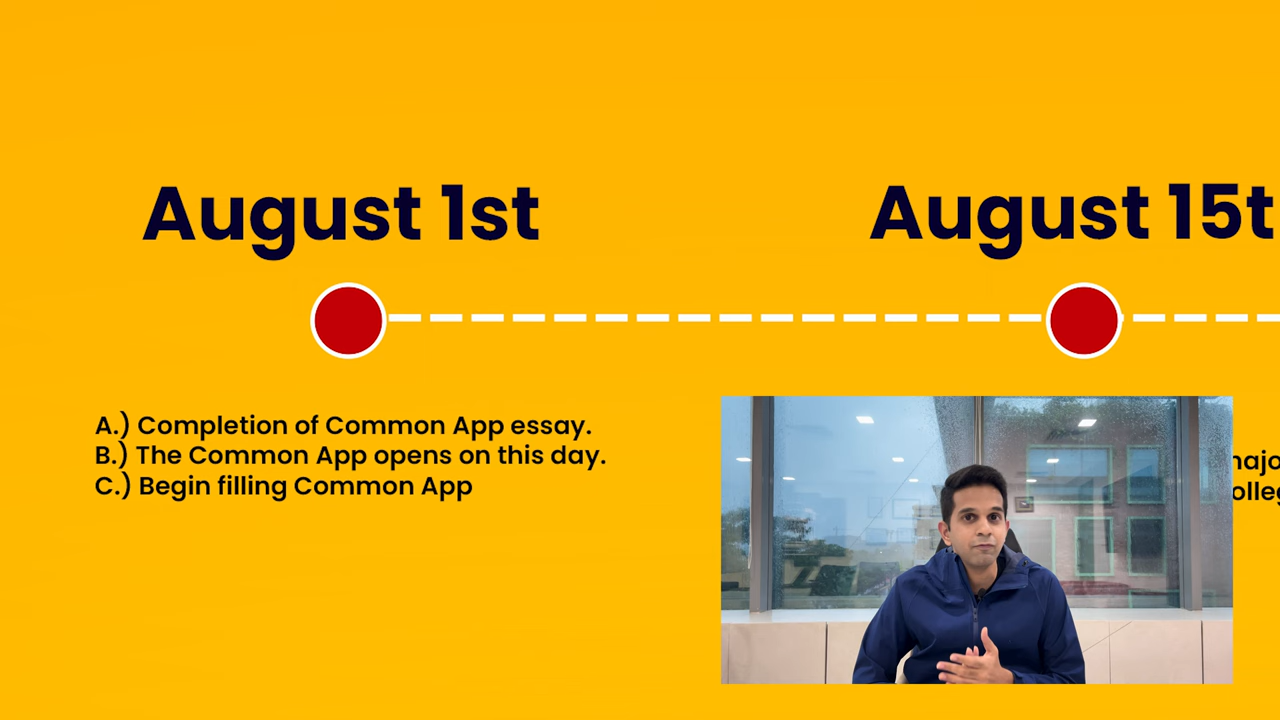 August 1st
August 15t
A.) Completion of Common App essay.
B.) The Common App opens on this day.
C.) Begin filling Common App